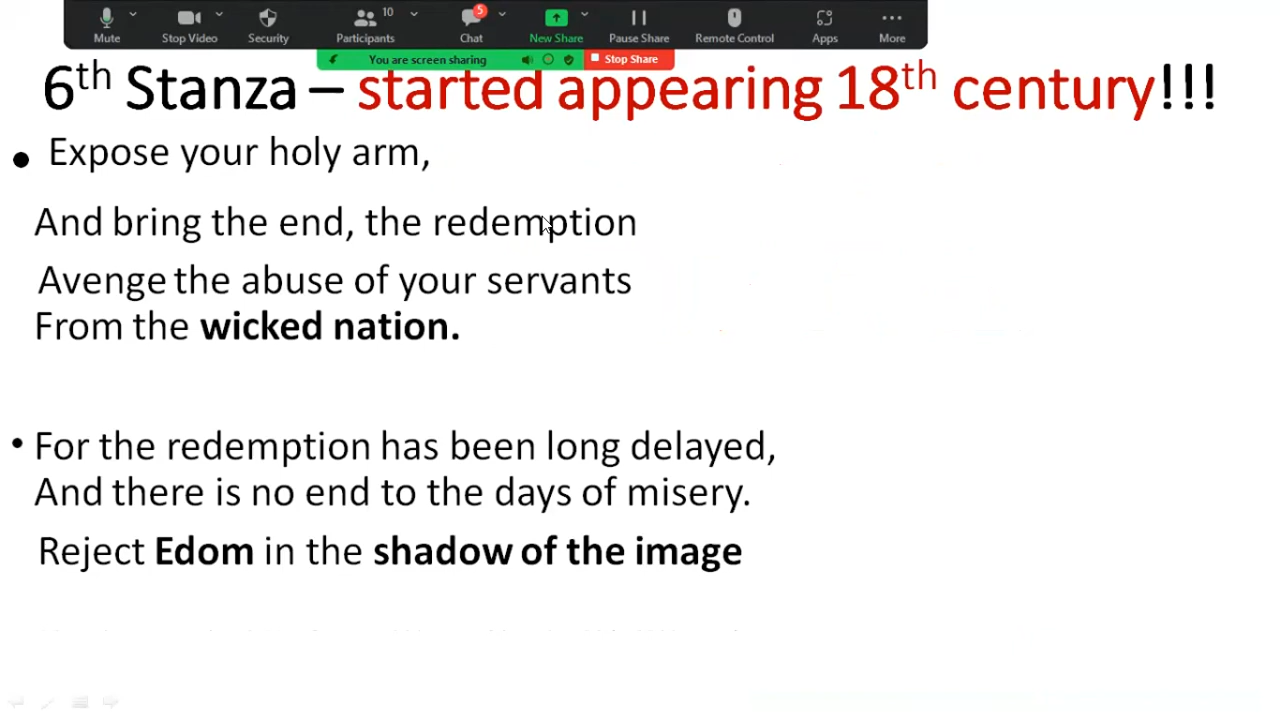 Mute
Stop Video
Security
10
Participants
5
Chat
New Share
Pause Share
Remote Control
Apps
More
You are screen sharing
Stop Share
6th Stanza – started appearing 18th century!!!
• Expose your holy arm,
And bring the end, the redemption
Avenge the abuse of your servants
From the wicked nation.
• For the redemption has been long delayed,
And there is no end to the days of misery.
Reject Edom in the shadow of the image